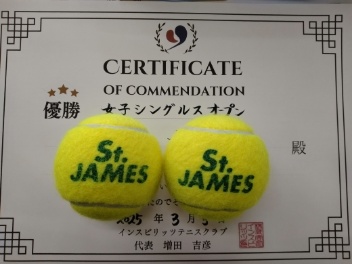 CERTIFICATE
OF COMMENDATION
優勝 女子シングルス オープン
殿
St. JAMES
St. JAMES
2025 年 3 月
インスピリッツテニスクラブ
代表 増田 吉彦